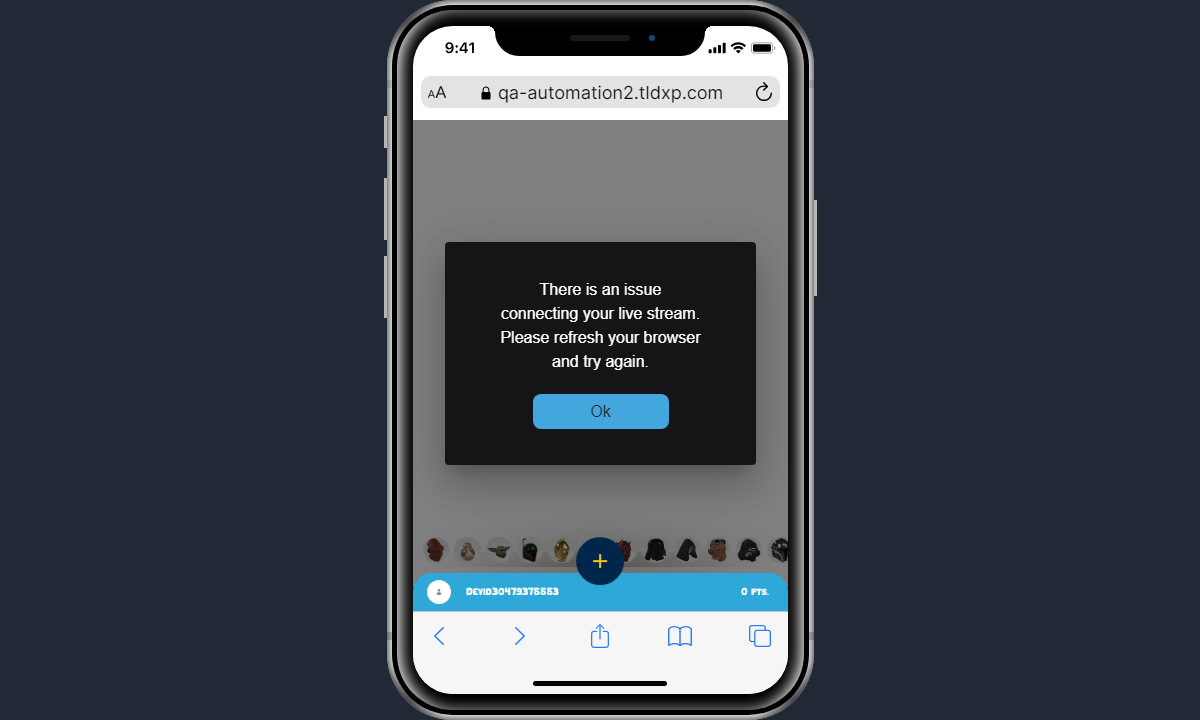 9:41
AA
qa-automation2.tldxp.com
There is an issue
connecting your live stream.
Please refresh your browser
and try again.
Ok
+
DEVID30479375553
0 PTS.